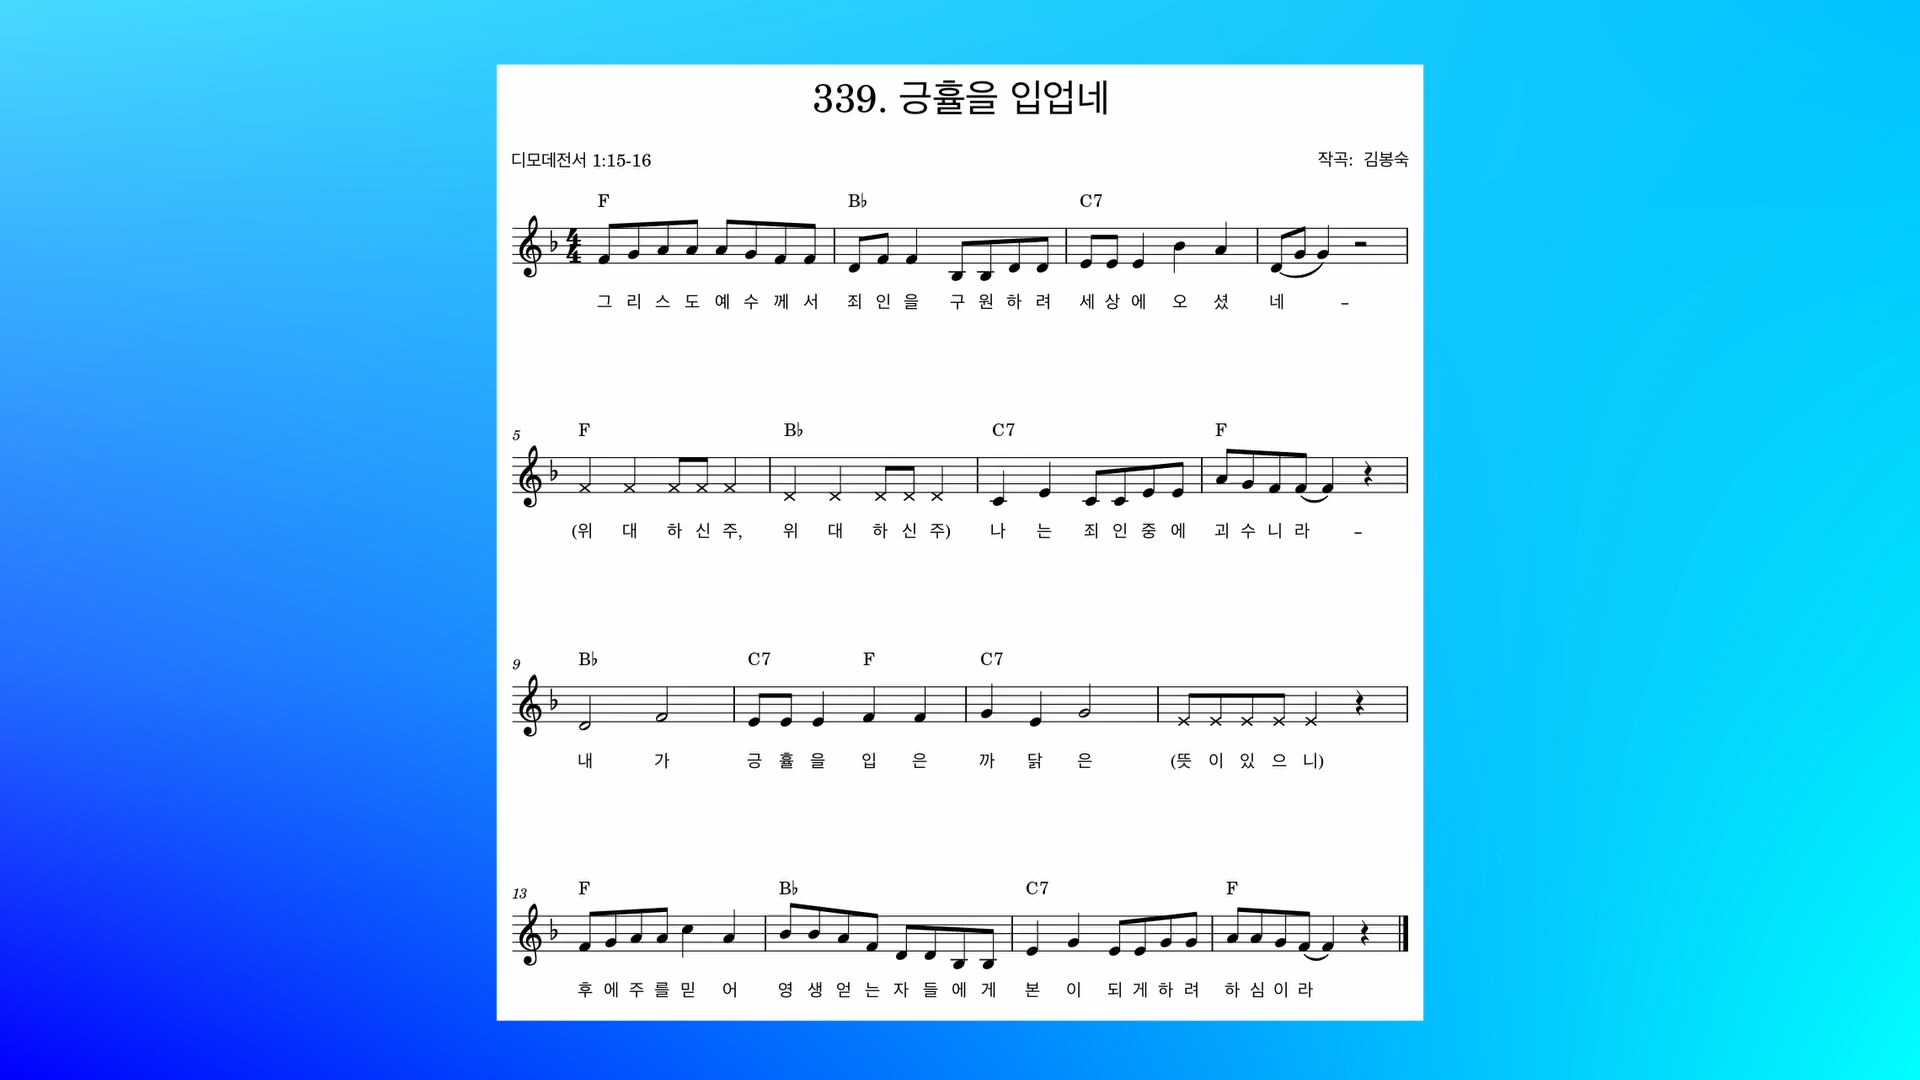 339. 긍휼을 입업네
디모데전서 1:15-16
작곡: 김봉숙
F B♭ C7
그 리 스 도 예 수 께 서 죄 인 을 구 원 하 려 세 상 에 오 셨 네 –
5 F B♭ C7 F
(위 대 하 신 주, 위 대 하 신 주) 나 는 죄 인 중 에 괴 수 니 라 –
9 B♭ C7 F C7
내 가 긍 휼 을 입 은 까 닭 은 (뜻 이 있 으 니)
13 F B♭ C7 F
후 에 주 를 믿 어 영 생 얻 는 자 들 에 게 본 이 되 게 하 려 하 심 이 라